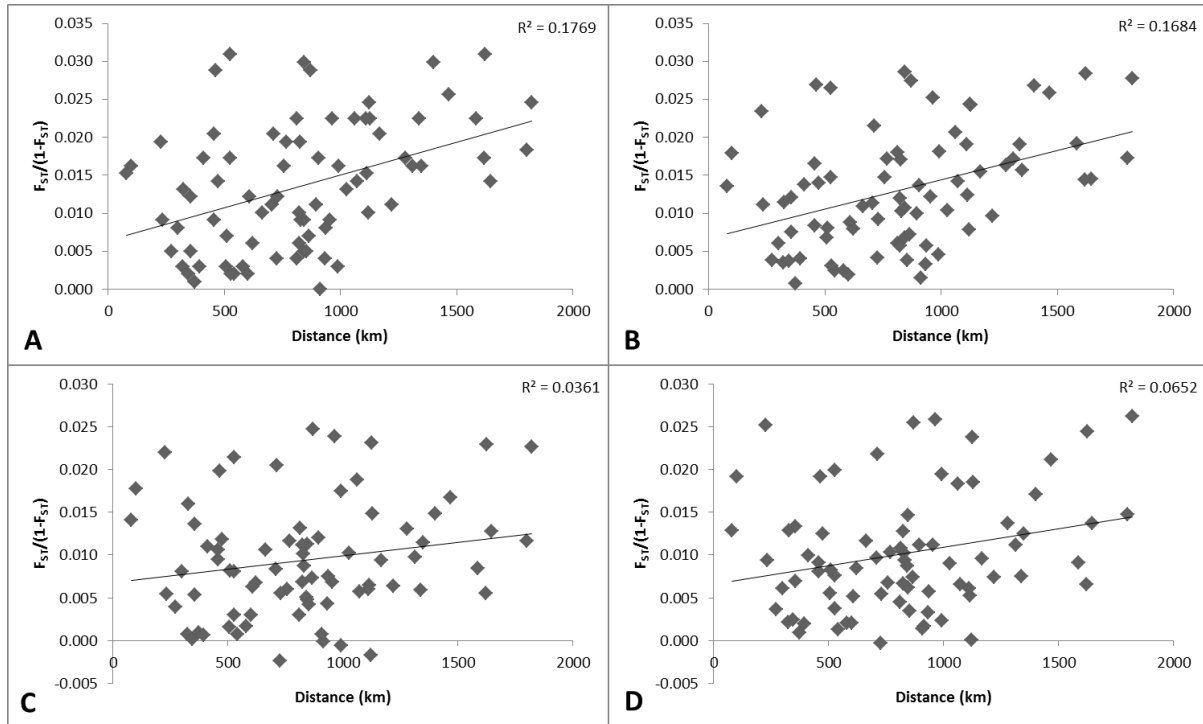 R² = 0.1769
0.035
0.030
0.025
0.020
0.015
0.010
0.005
0.000
F_ST/(1-F_ST)
0 500 1000 1500 2000
Distance (km)
A
R² = 0.1684
0.035
0.030
0.025
0.020
0.015
0.010
0.005
0.000
F_ST/(1-F_ST)
0 500 1000 1500 2000
Distance (km)
B
R² = 0.0361
0.030
0.025
0.020
0.015
0.010
0.005
0.000
-0.005
F_ST/(1-F_ST)
0 500 1000 1500 2000
Distance (km)
C
R² = 0.0652
0.030
0.025
0.020
0.015
0.010
0.005
0.000
-0.005
F_ST/(1-F_ST)
0 500 1000 1500 2000
Distance (km)
D